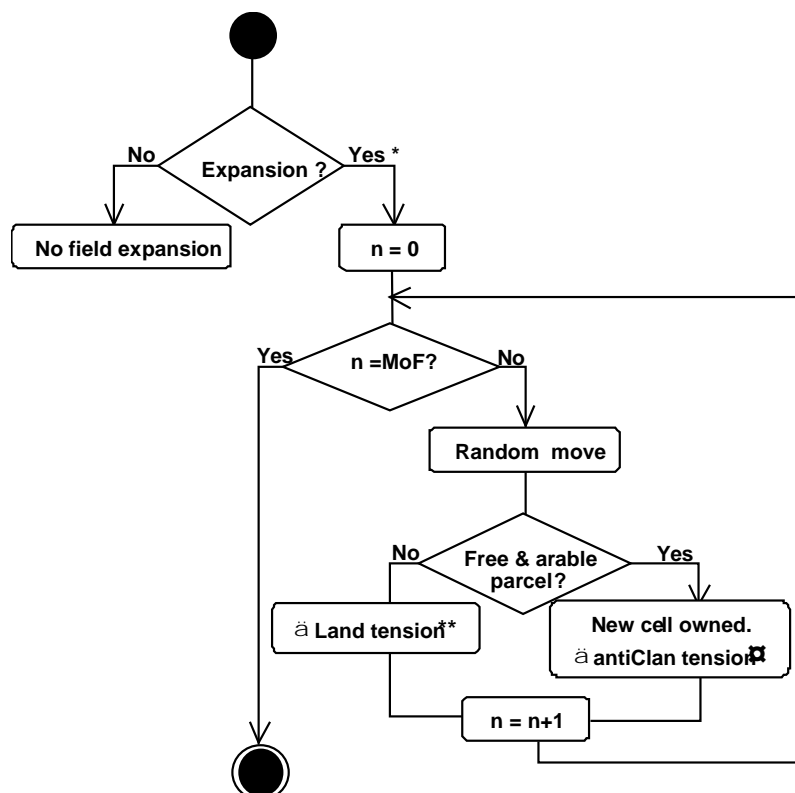 No
Yes *
Expansion ?
No field expansion
n = 0
Yes
n =MoF?
No
Random move
No
Free & arable
parcel?
Yes
ä Land tension**
New cell owned.
ä antiClan tension¤
n = n+1